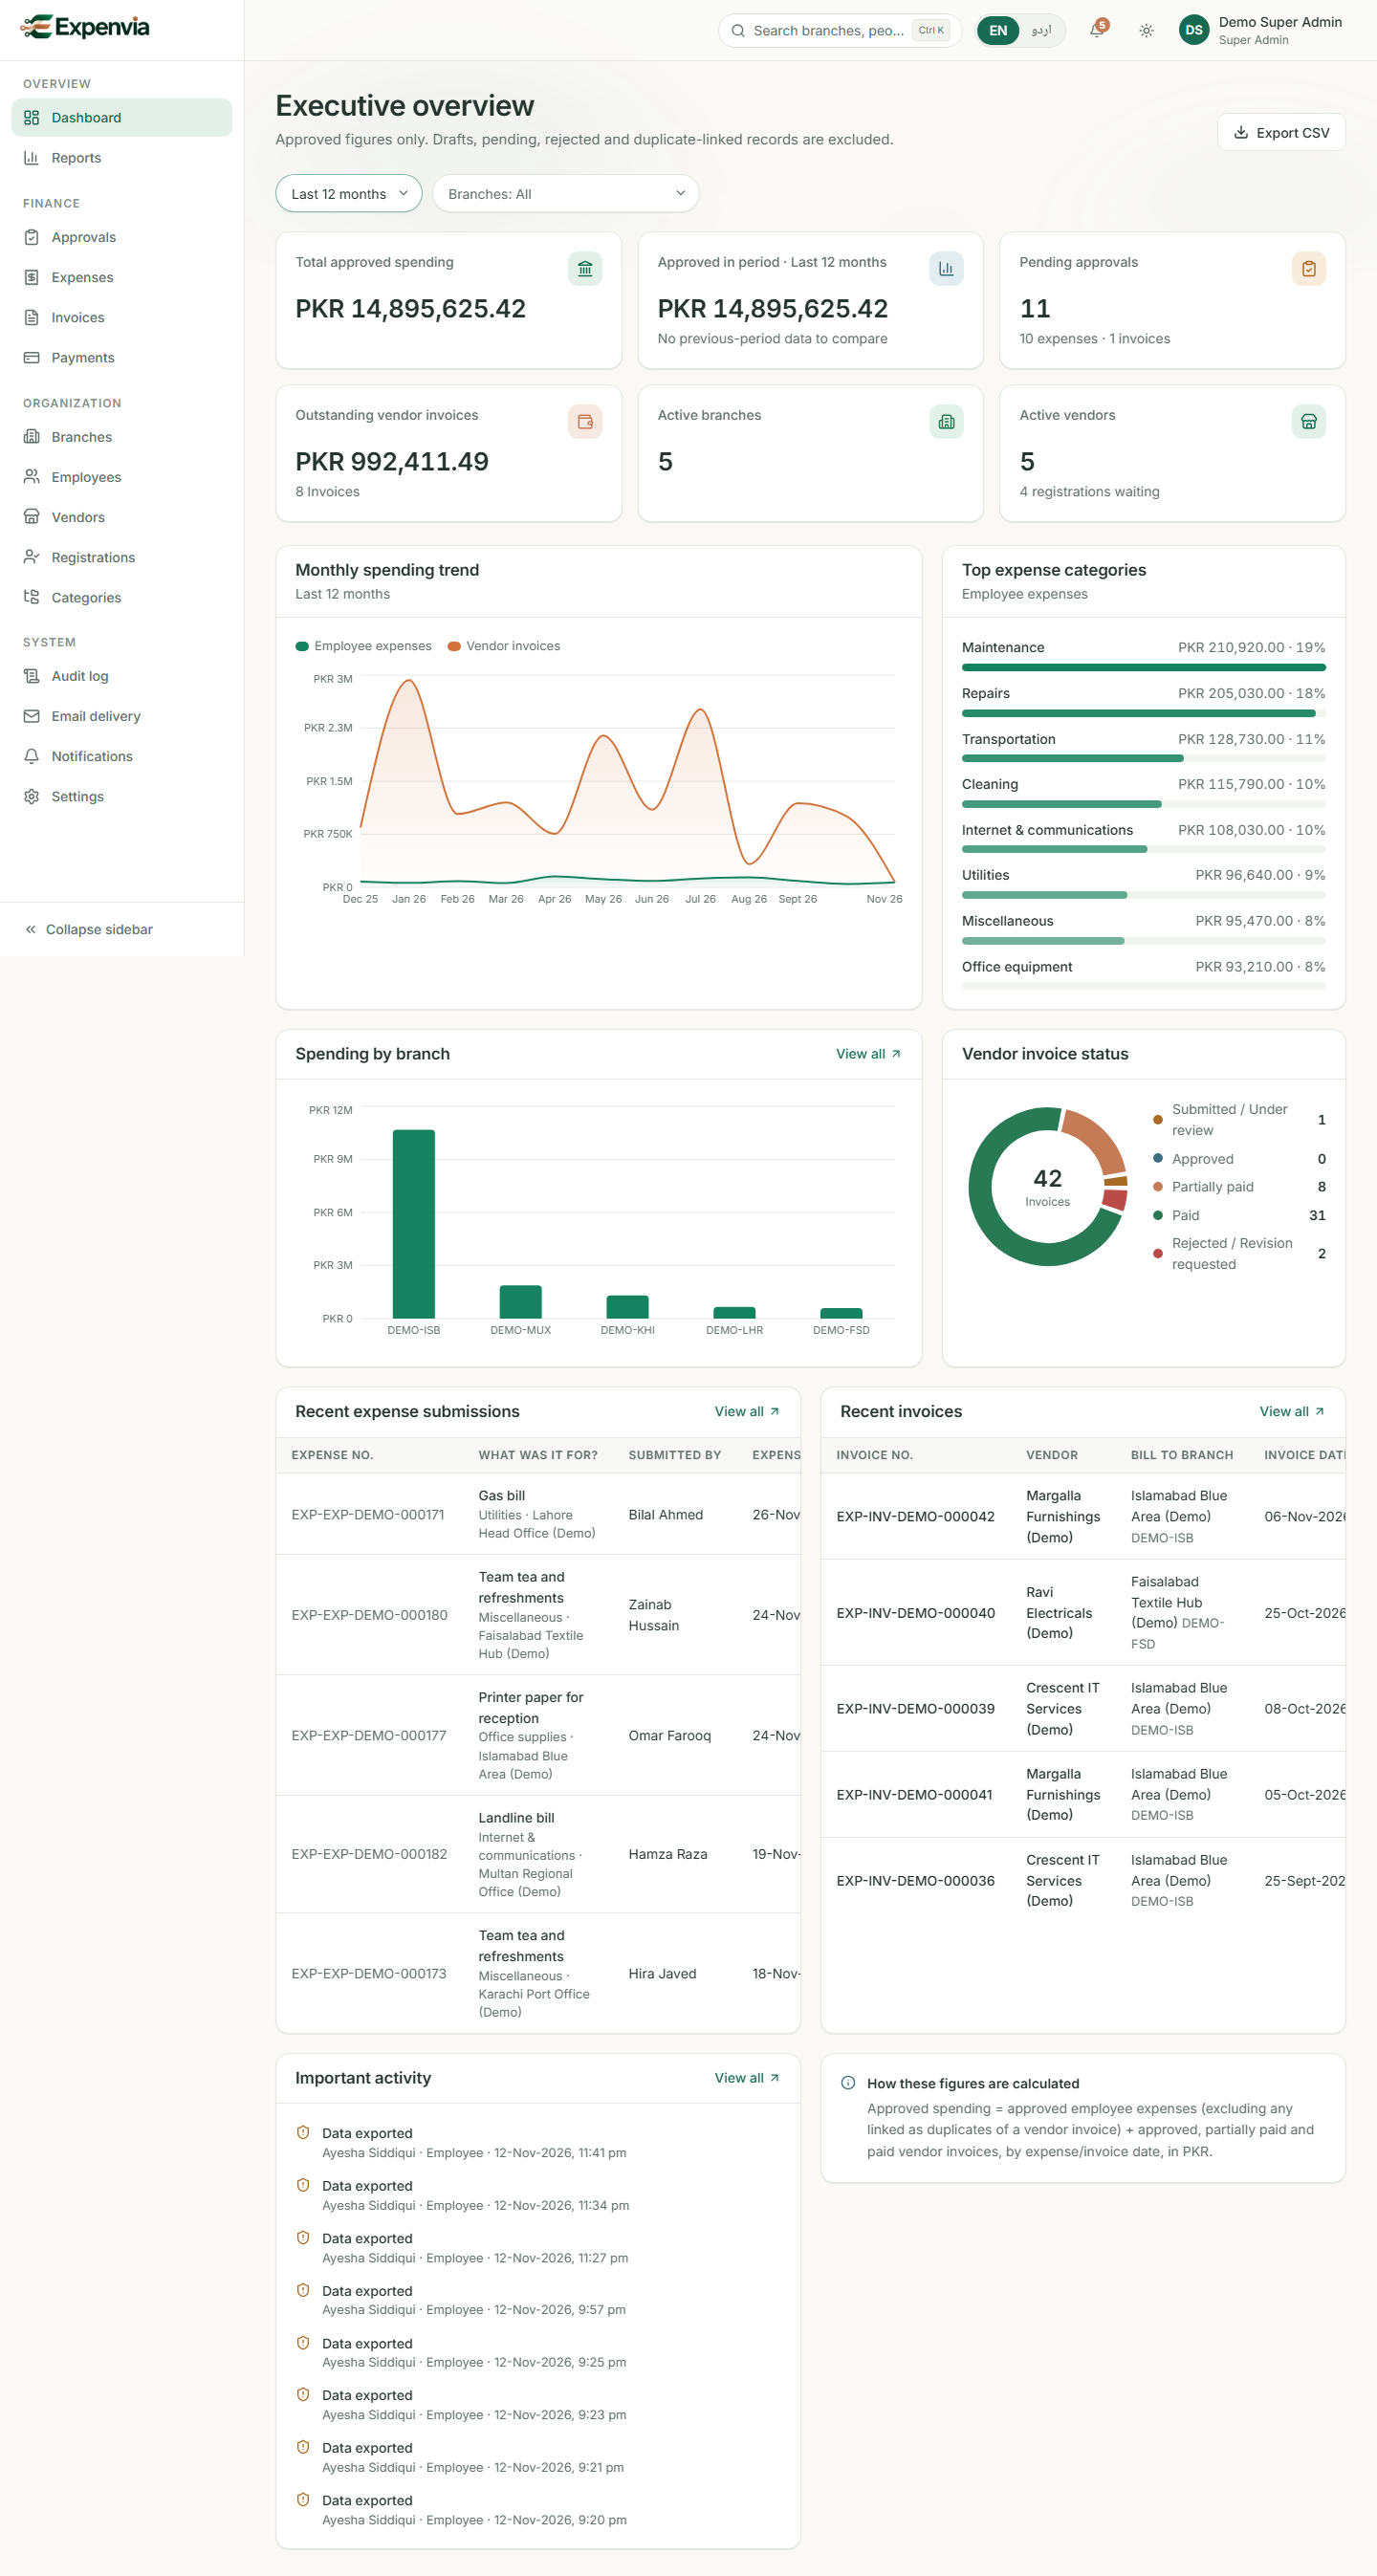 Expenvia
Search branches, peo... Ctrl K
EN اردو
5
DS
Demo Super Admin
Super Admin
OVERVIEW
Dashboard
Reports
FINANCE
Approvals
Expenses
Invoices
Payments
ORGANIZATION
Branches
Employees
Vendors
Registrations
Categories
SYSTEM
Audit log
Email delivery
Notifications
Settings
Collapse sidebar
Executive overview
Approved figures only. Drafts, pending, rejected and duplicate-linked records are excluded.
Export CSV
Last 12 months
Branches: All
Total approved spending
PKR 14,895,625.42
Approved in period · Last 12 months
PKR 14,895,625.42
No previous-period data to compare
Pending approvals
11
10 expenses · 1 invoices
Outstanding vendor invoices
PKR 992,411.49
8 Invoices
Active branches
5
Active vendors
5
4 registrations waiting
Monthly spending trend
Last 12 months
Employee expenses Vendor invoices
PKR 3M
PKR 2.3M
PKR 1.5M
PKR 750K
PKR 0
Dec 25 Jan 26 Feb 26 Mar 26 Apr 26 May 26 Jun 26 Jul 26 Aug 26 Sept 26 Nov 26
Top expense categories
Employee expenses
Maintenance PKR 210,920.00 · 19%
Repairs PKR 205,030.00 · 18%
Transportation PKR 128,730.00 · 11%
Cleaning PKR 115,790.00 · 10%
Internet & communications PKR 108,030.00 · 10%
Utilities PKR 96,640.00 · 9%
Miscellaneous PKR 95,470.00 · 8%
Office equipment PKR 93,210.00 · 8%
Spending by branch View all
PKR 12M
PKR 9M
PKR 6M
PKR 3M
PKR 0
DEMO-ISB DEMO-MUX DEMO-KHI DEMO-LHR DEMO-FSD
Vendor invoice status
42
Invoices
Submitted / Under
review 1
Approved 0
Partially paid 8
Paid 31
Rejected / Revision
requested 2
Recent expense submissions View all
EXPENSE NO. WHAT WAS IT FOR? SUBMITTED BY EXPENS
EXP-EXP-DEMO-000171
Gas bill
Utilities · Lahore
Head Office (Demo)
Bilal Ahmed
26-Nov
EXP-EXP-DEMO-000180
Team tea and
refreshments
Miscellaneous ·
Faisalabad Textile
Hub (Demo)
Zainab
Hussain
24-Nov
EXP-EXP-DEMO-000177
Printer paper for
reception
Office supplies ·
Islamabad Blue
Area (Demo)
Omar Farooq
24-Nov
EXP-EXP-DEMO-000182
Landline bill
Internet &
communications ·
Multan Regional
Office (Demo)
Hamza Raza
19-Nov-
EXP-EXP-DEMO-000173
Team tea and
refreshments
Miscellaneous ·
Karachi Port Office
(Demo)
Hira Javed
18-Nov-
Recent invoices View all
INVOICE NO. VENDOR BILL TO BRANCH INVOICE DATE
EXP-INV-DEMO-000042
Margalla
Furnishings
(Demo)
Islamabad Blue
Area (Demo)
DEMO-ISB
06-Nov-2026
EXP-INV-DEMO-000040
Ravi
Electricals
(Demo)
Faisalabad
Textile Hub
(Demo) DEMO-
FSD
25-Oct-2026
EXP-INV-DEMO-000039
Crescent IT
Services
(Demo)
Islamabad Blue
Area (Demo)
DEMO-ISB
08-Oct-2026
EXP-INV-DEMO-000041
Margalla
Furnishings
(Demo)
Islamabad Blue
Area (Demo)
DEMO-ISB
05-Oct-2026
EXP-INV-DEMO-000036
Crescent IT
Services
(Demo)
Islamabad Blue
Area (Demo)
DEMO-ISB
25-Sept-202
Important activity View all
Data exported
Ayesha Siddiqui · Employee · 12-Nov-2026, 11:41 pm
Data exported
Ayesha Siddiqui · Employee · 12-Nov-2026, 11:34 pm
Data exported
Ayesha Siddiqui · Employee · 12-Nov-2026, 11:27 pm
Data exported
Ayesha Siddiqui · Employee · 12-Nov-2026, 9:57 pm
Data exported
Ayesha Siddiqui · Employee · 12-Nov-2026, 9:25 pm
Data exported
Ayesha Siddiqui · Employee · 12-Nov-2026, 9:23 pm
Data exported
Ayesha Siddiqui · Employee · 12-Nov-2026, 9:21 pm
Data exported
Ayesha Siddiqui · Employee · 12-Nov-2026, 9:20 pm
How these figures are calculated
Approved spending = approved employee expenses (excluding any
linked as duplicates of a vendor invoice) + approved, partially paid and
paid vendor invoices, by expense/invoice date, in PKR.